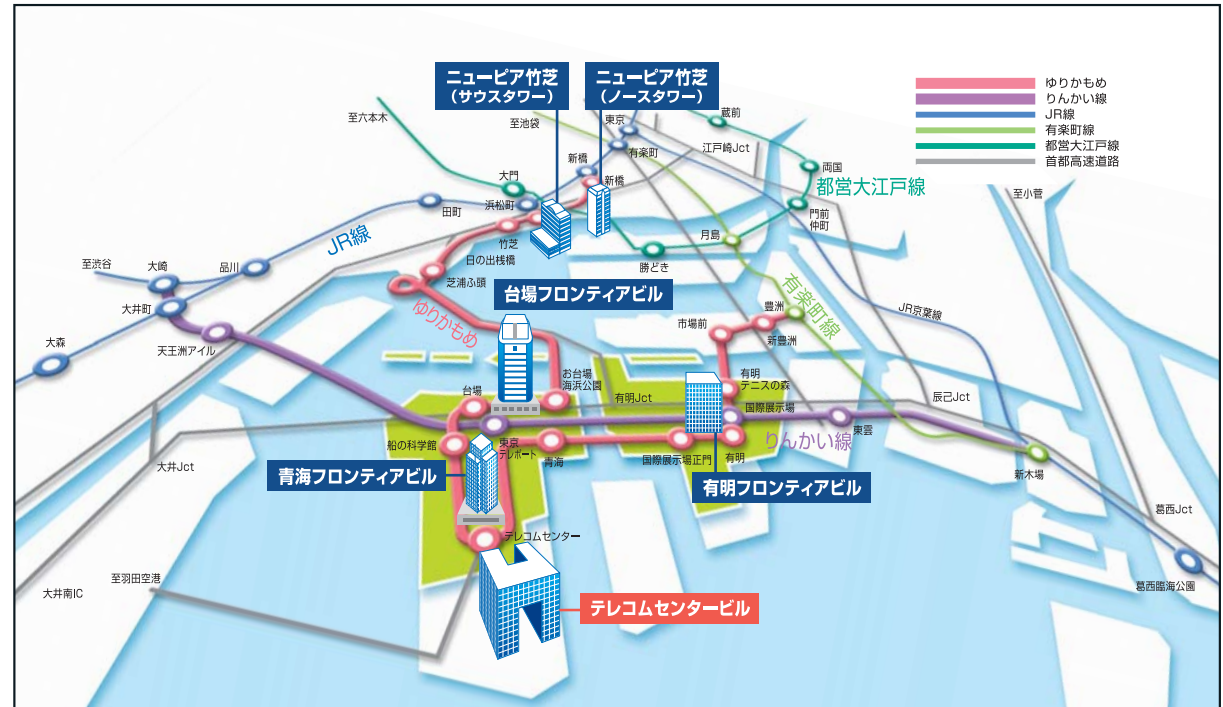 ニューピア竹芝
（サウスタワー）
ニューピア竹芝
（ノースタワー）
ゆりかもめ
りんかい線
JR線
有楽町線
都営大江戸線
首都高速道路
至六本木
至池袋
東京
蔵前
有楽町
江戸崎Jct
新橋
新橋
両国
都営大江戸線
至小菅
大門
浜松町
田町
門前
仲町
JR線
竹芝
日の出桟橋
月島
勝どき
至渋谷
大崎
品川
芝浦ふ頭
台場フロンティアビル
有楽町線
大井町
ゆりかもめ
豊洲
市場前
新豊洲
JR京葉線
大森
天王洲アイル
お台場
海浜公園
台場
有明
テニスの森
有明Jct
国際展示場
辰己Jct
東雲
船の科学館
東京
テレポート
青海
国際展示場正門
有明
りんかい線
大井Jct
青海フロンティアビル
有明フロンティアビル
新木場
葛西Jct
テレコムセンター
至羽田空港
大井南IC
葛西臨海公園
テレコムセンタービル